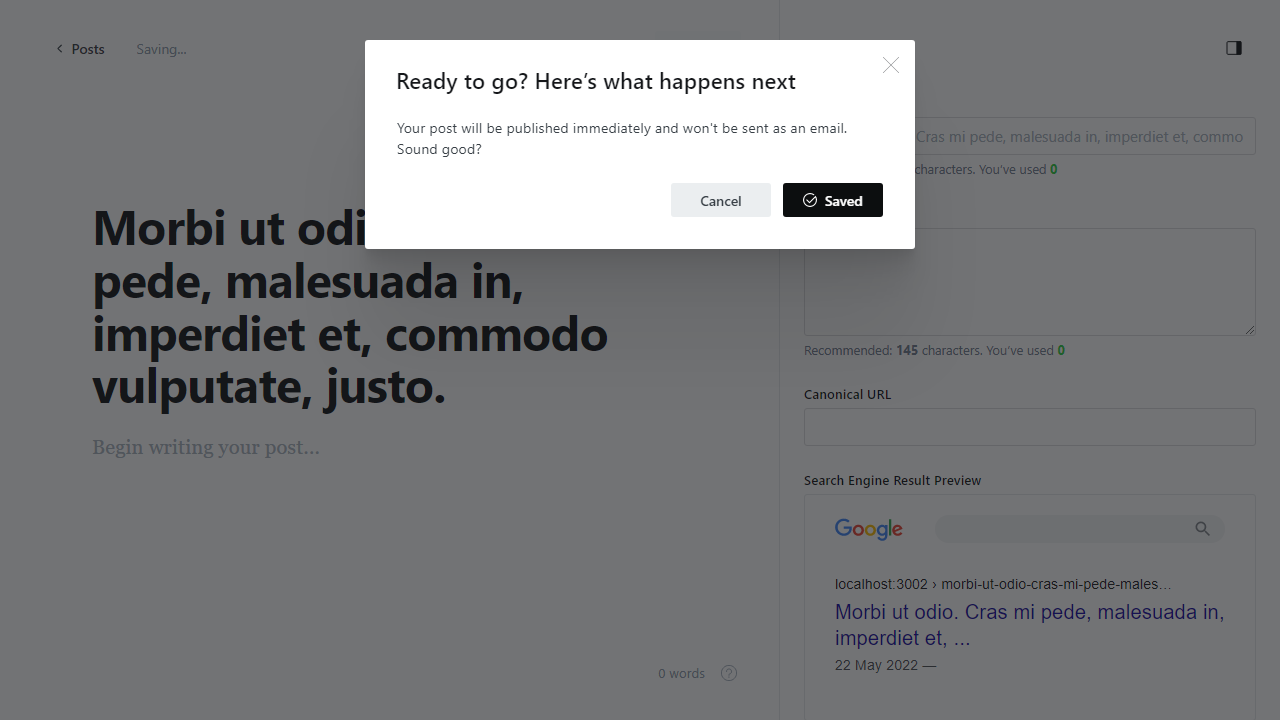 Posts
Saving...
Ready to go? Here's what happens next
Your post will be published immediately and won't be sent as an email.
Sound good?
Cancel
Saved
Morbi ut odi
pede, malesuada in,
imperdiet et, commodo
vulputate, justo.
Begin writing your post...
0 words
Cras mi pede, malesuada in, imperdiet et, commo
characters. You've used 0
Recommended: 145 characters. You've used 0
Canonical URL
Search Engine Result Preview
Google
localhost:3002 › morbi-ut-odio-cras-mi-pede-males…
Morbi ut odio. Cras mi pede, malesuada in,
imperdiet et, ...
22 May 2022 —